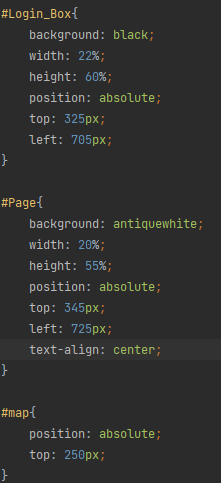 #Login_Box{
    background: black;
    width: 22%;
    height: 60%;
    position: absolute;
    top: 325px;
    left: 705px;
}

#Page{
    background: antiquewhite;
    width: 20%;
    height: 55%;
    position: absolute;
    top: 345px;
    left: 725px;
    text-align: center;
}

#map{
    position: absolute;
    top: 250px;
}